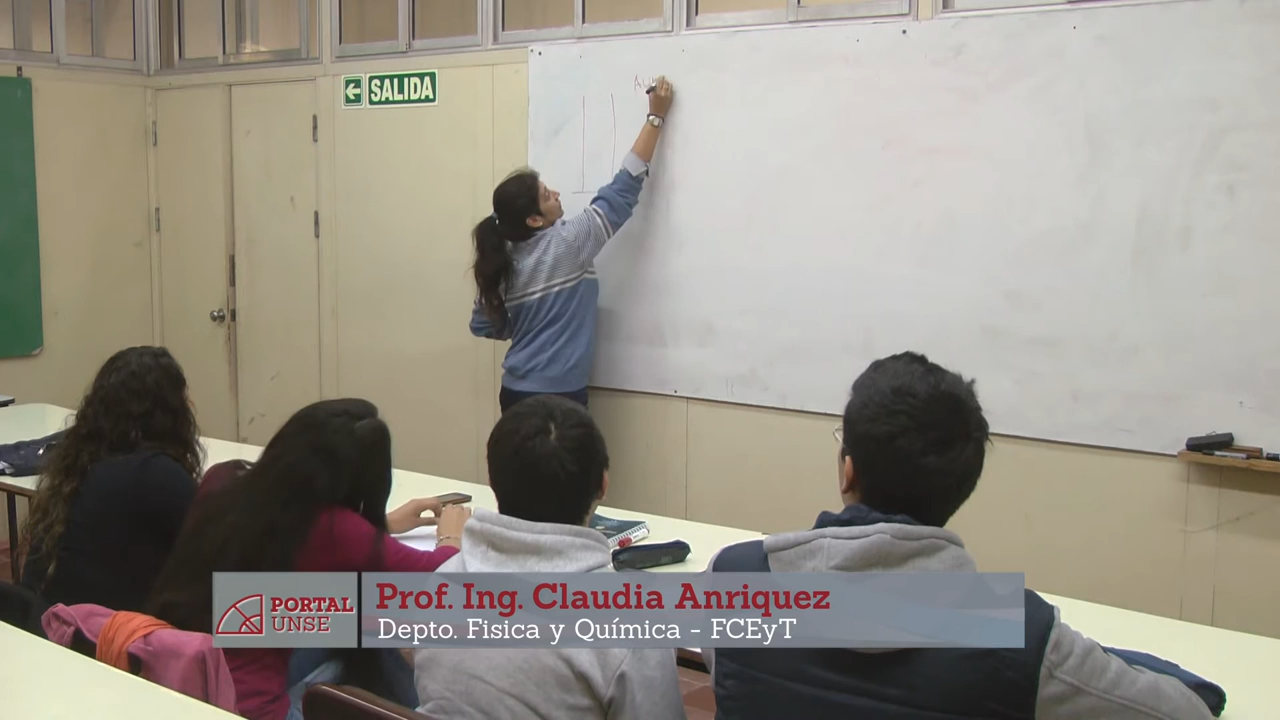 SALIDA
PORTAL
UNSE
Prof. Ing. Claudia Anriquez
Depto. Fisica y Química - FCEyT